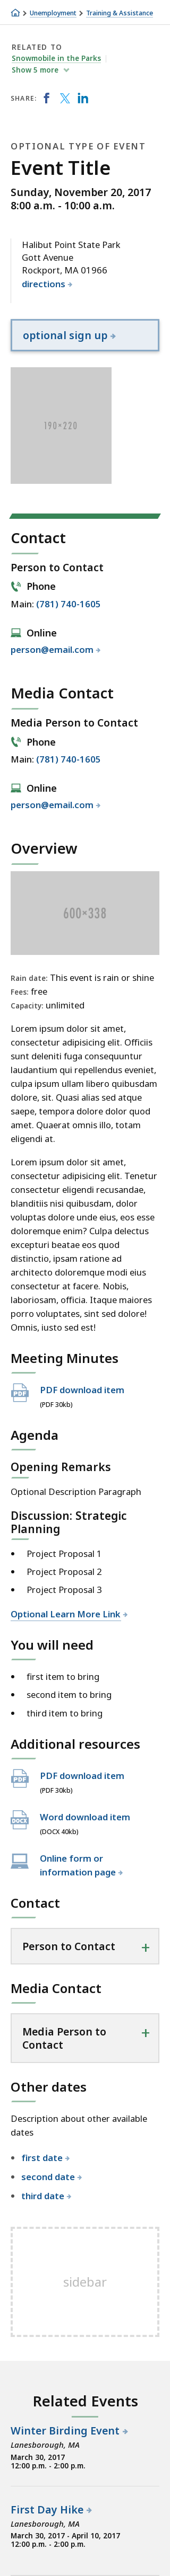 Unemployment Training & Assistance
RELATED TO
Snowmobile in the Parks
Show 5 more
SHARE:
OPTIONAL TYPE OF EVENT
Event Title
Sunday, November 20, 2017
8:00 a.m. - 10:00 a.m.
Halibut Point State Park
Gott Avenue
Rockport, MA 01966
directions
optional sign up
190×220
Contact
Person to Contact
Phone
Main: (781) 740-1605
Online
person@email.com
Media Contact
Media Person to Contact
Phone
Main: (781) 740-1605
Online
person@email.com
Overview
600×338
Rain date: This event is rain or shine
Fees: free
Capacity: unlimited
Lorem ipsum dolor sit amet,
consectetur adipisicing elit. Officiis
sunt deleniti fuga consequuntur
laudantium qui repellendus eveniet,
culpa ipsum ullam libero quibusdam
dolore, sit. Quasi alias sed atque
saepe, tempora dolore dolor quod
amet. Quaerat omnis illo, totam
eligendi at.
Lorem ipsum dolor sit amet,
consectetur adipisicing elit. Tenetur
consectetur eligendi recusandae,
blanditiis nisi quibusdam, dolor
voluptas dolores unde eius, eos esse
doloremque enim? Culpa delectus
excepturi beatae eos quod
distinctio, ipsam ratione ad
architecto doloremque modi eius
consectetur at facere. Nobis,
laboriosam, officia. Itaque maiores
porro voluptates, sint sed dolore!
Omnis, iusto sed est!
Meeting Minutes
PDF
PDF download item
(PDF 30kb)
Agenda
Opening Remarks
Optional Description Paragraph
Discussion: Strategic
Planning
Project Proposal 1
Project Proposal 2
Project Proposal 3
Optional Learn More Link
You will need
first item to bring
second item to bring
third item to bring
Additional resources
PDF
PDF download item
(PDF 30kb)
DOCX
Word download item
(DOCX 40kb)
Online form or
information page
Contact
Person to Contact
Media Contact
Media Person to
Contact
Other dates
Description about other available
dates
first date
second date
third date
sidebar
Related Events
Winter Birding Event
Lanesborough, MA
March 30, 2017
12:00 p.m. - 2:00 p.m.
First Day Hike
Lanesborough, MA
March 30, 2017 - April 10, 2017
12:00 p.m. - 2:00 p.m.